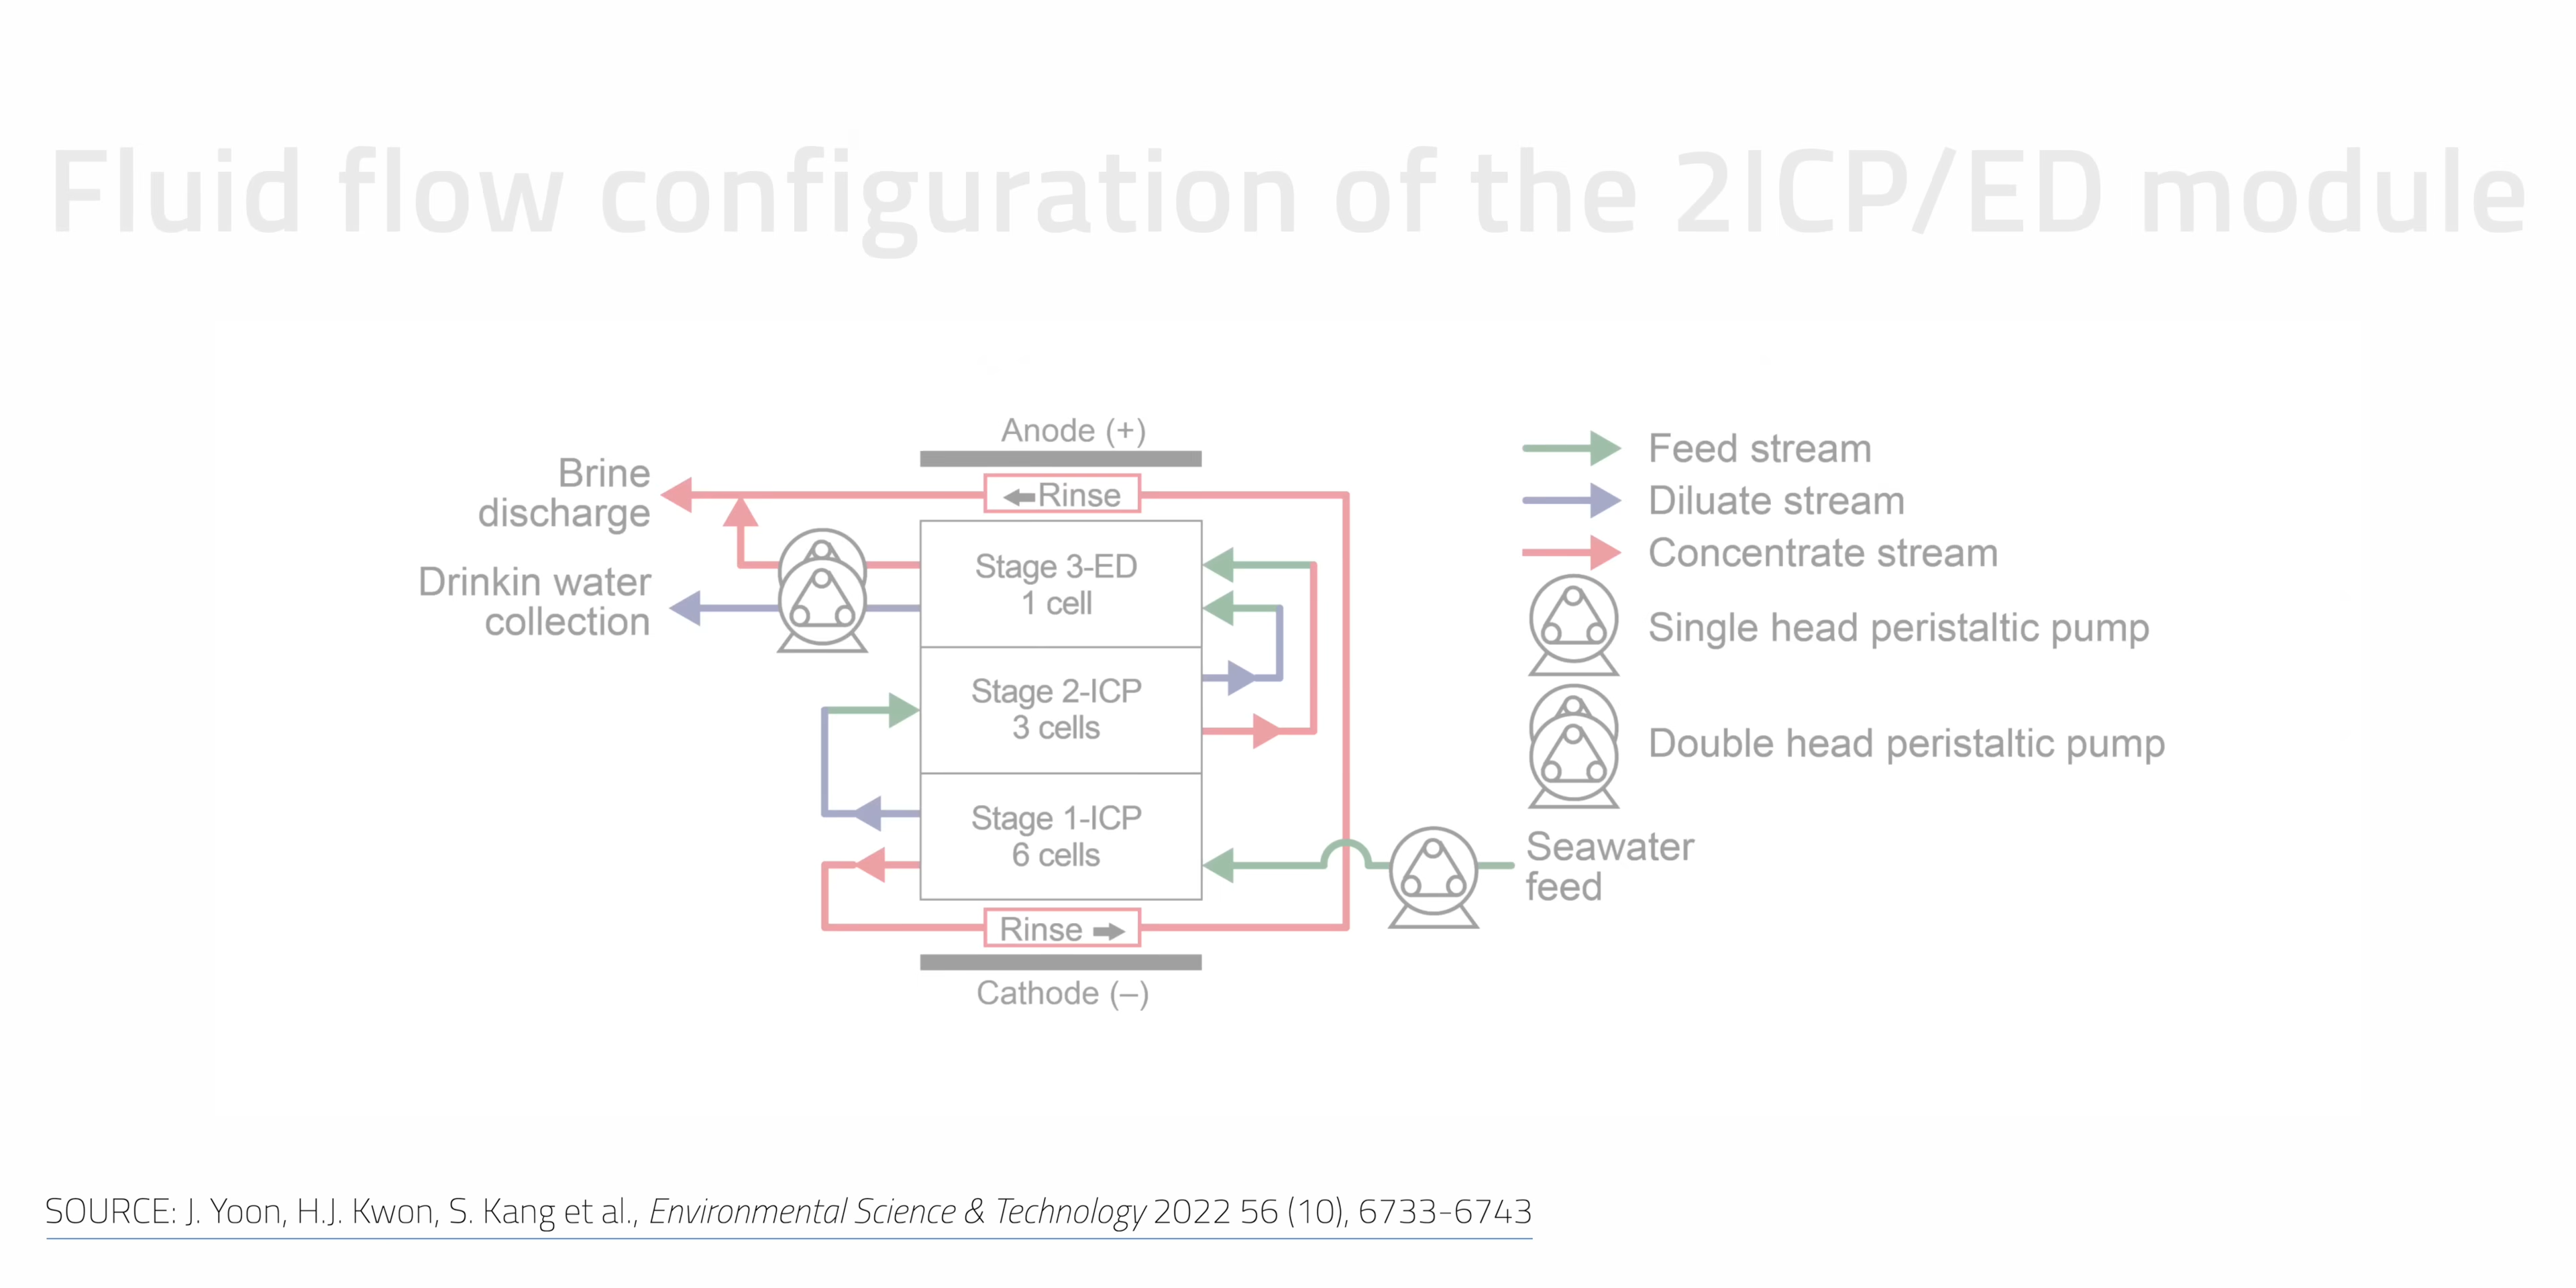 Fluid flow configuration of the 2ICP/ED module
Anode (+)
Brine
discharge
Rinse
Drinkin water
collection
Stage 3-ED
1 cell
Stage 2-ICP
3 cells
Stage 1-ICP
6 cells
Rinse
Cathode (–)
Feed stream
Diluate stream
Concentrate stream
Single head peristaltic pump
Double head peristaltic pump
Seawater
feed
SOURCE: J. Yoon, H.J. Kwon, S. Kang et al., Environmental Science & Technology 2022 56 (10), 6733-6743